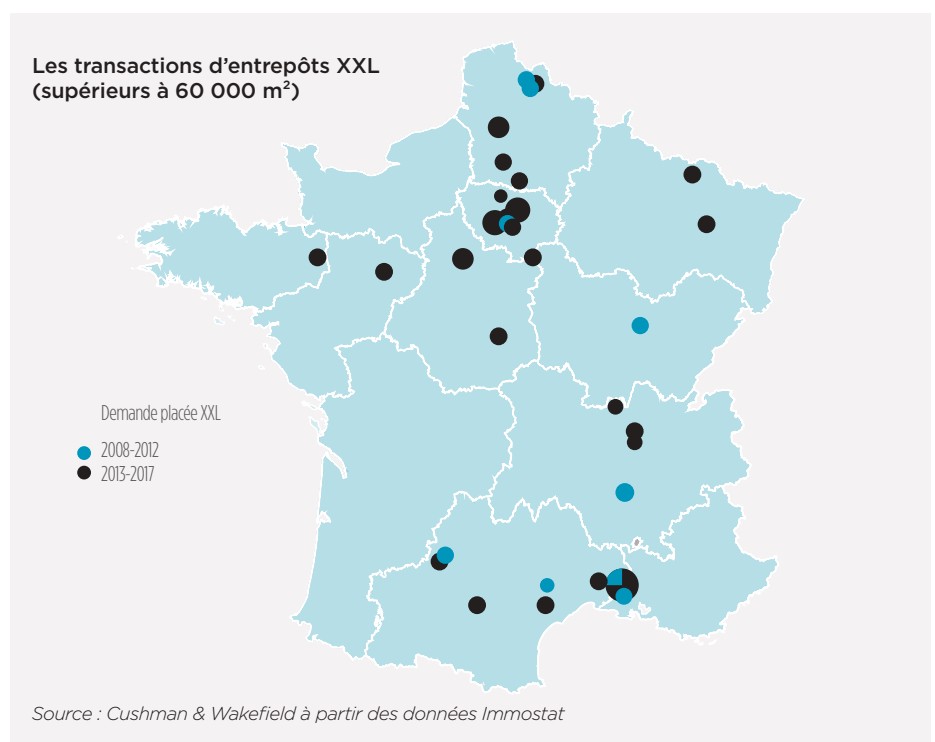 Les transactions d'entrepôts XXL
(supérieurs à 60 000 m²)
Demande placée XXL
2008-2012
2013-2017
Source : Cushman & Wakefield à partir des données Immostat